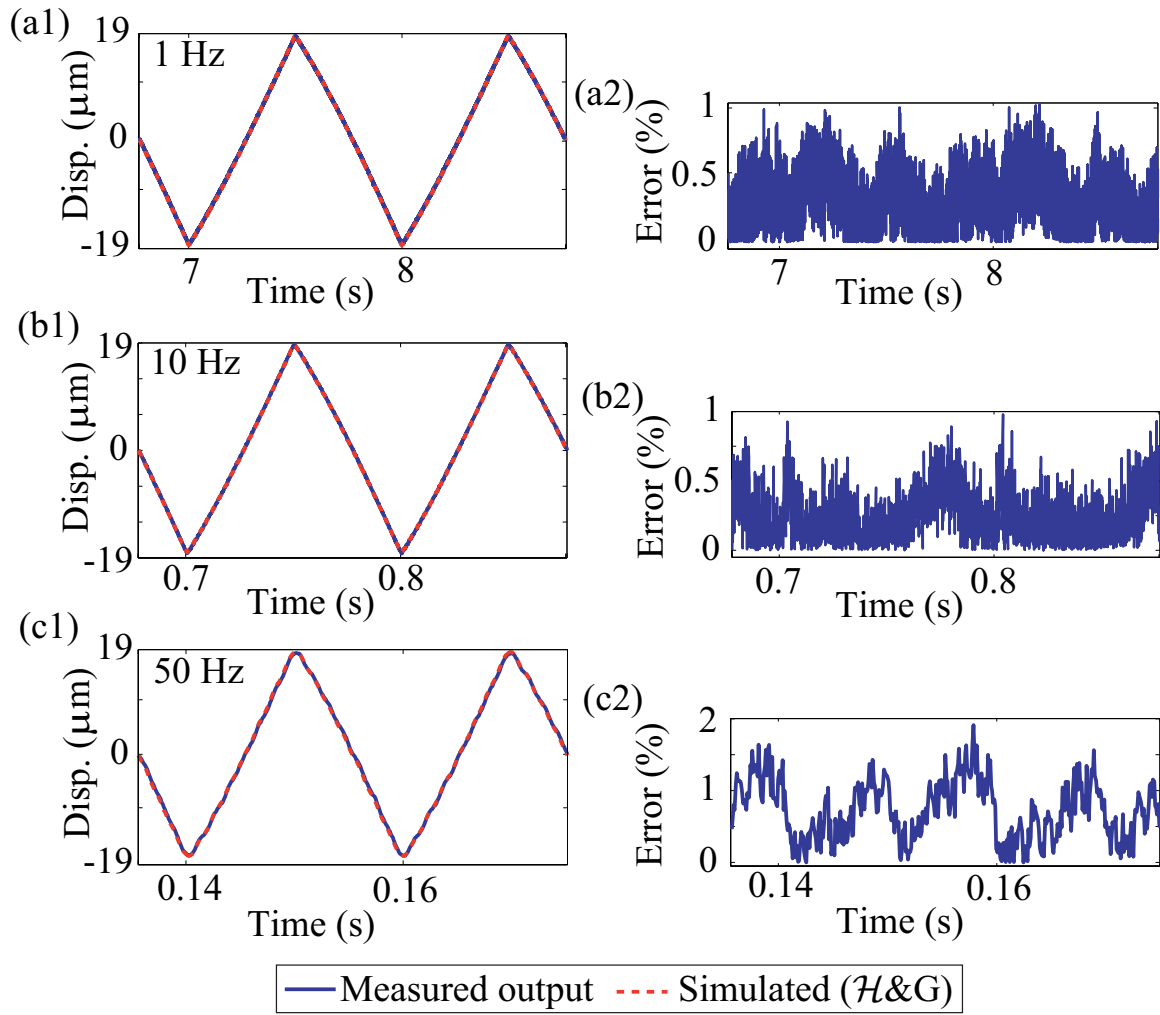 (a1)
19
1 Hz
0
-19
Disp. (μm)
7
8
Time (s)
(a2)
1
0.5
0
Error (%)
7
8
Time (s)
(b1)
19
10 Hz
0
-19
Disp. (μm)
0.7
0.8
Time (s)
(b2)
1
0.5
0
Error (%)
0.7
0.8
Time (s)
(c1)
19
50 Hz
0
-19
Disp. (μm)
0.14
0.16
Time (s)
(c2)
2
1
0
Error (%)
0.14
0.16
Time (s)
Measured output
Simulated (ℋ&G)